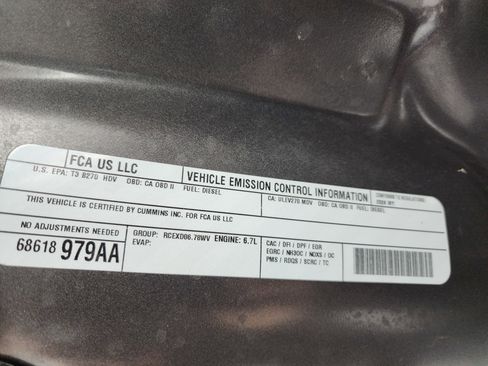 FCA US LLC
VEHICLE EMISSION CONTROL INFORMATION
U.S. EPA: T3 B270 HDV OBD: CA OBD II FUEL: DIESEL
CA: ULEV270 MDV OBD: CA OBD II FUEL: DIESEL
THIS VEHICLE IS CERTIFIED BY CUMMINS INC. FOR FCA US LLC
NO ADJUSTMENTS NEEDED
68618 979AA
GROUP: RCEXD06.78WV ENGINE: 6.7L
EVAP:
CAC / DFI / DPF / EGR
EGRC / NH3OC / NOXS / OC
PMS / RDQS / SCRC / TC